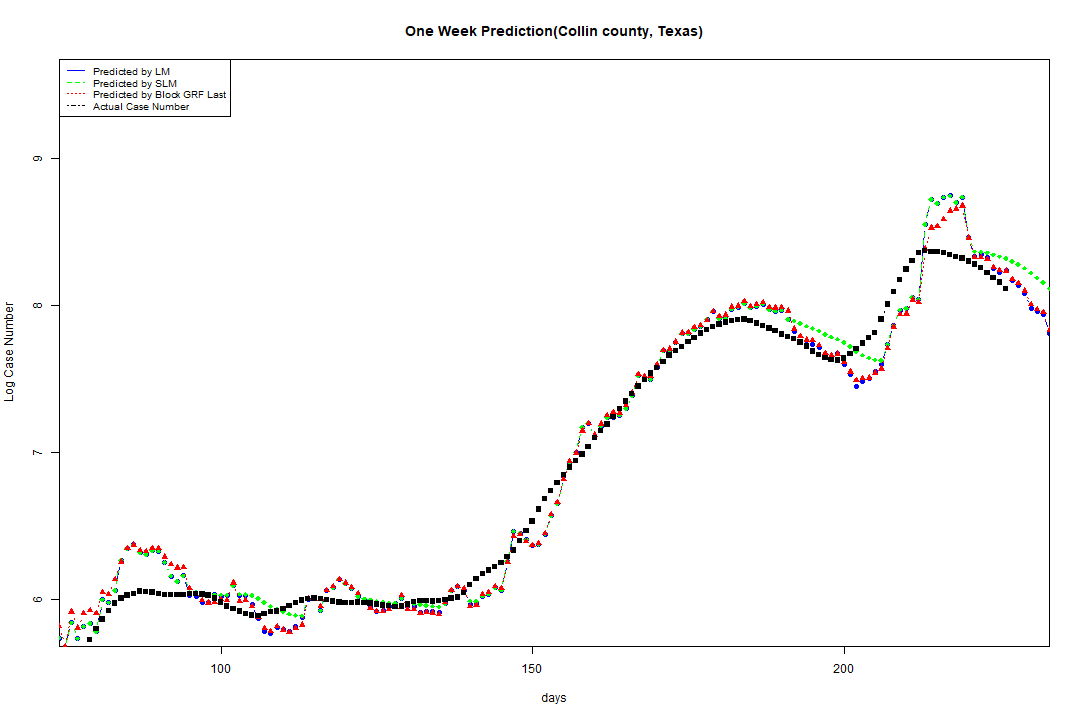 One Week Prediction(Collin county, Texas)
Predicted by LM
Predicted by SLM
Predicted by Block GRF Last
Actual Case Number
9
8
7
6
Log Case Number
100 150 200
days